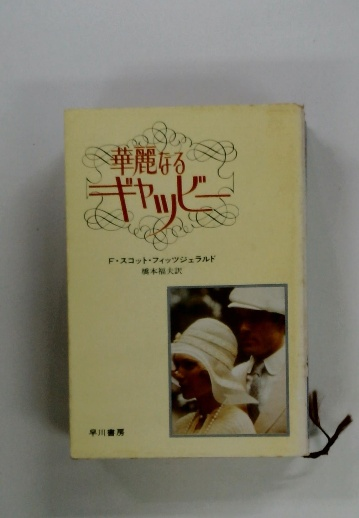 華麗なる
ギャツビー
F・スコット・フィッツジェラルド
橋本福夫訳
早川書房